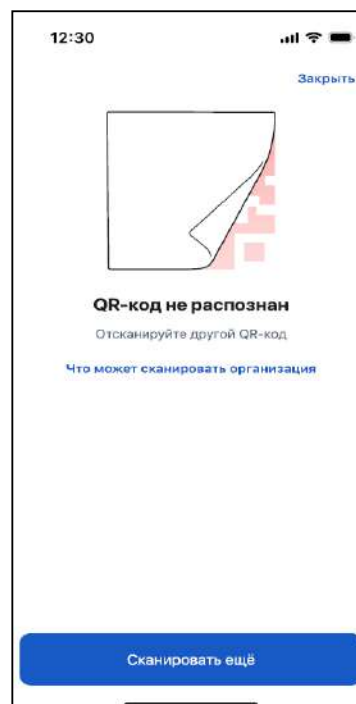 12:30
Закрыть
QR-код не распознан
Отсканируйте другой QR-код
Что может сканировать организация
Сканировать ещё